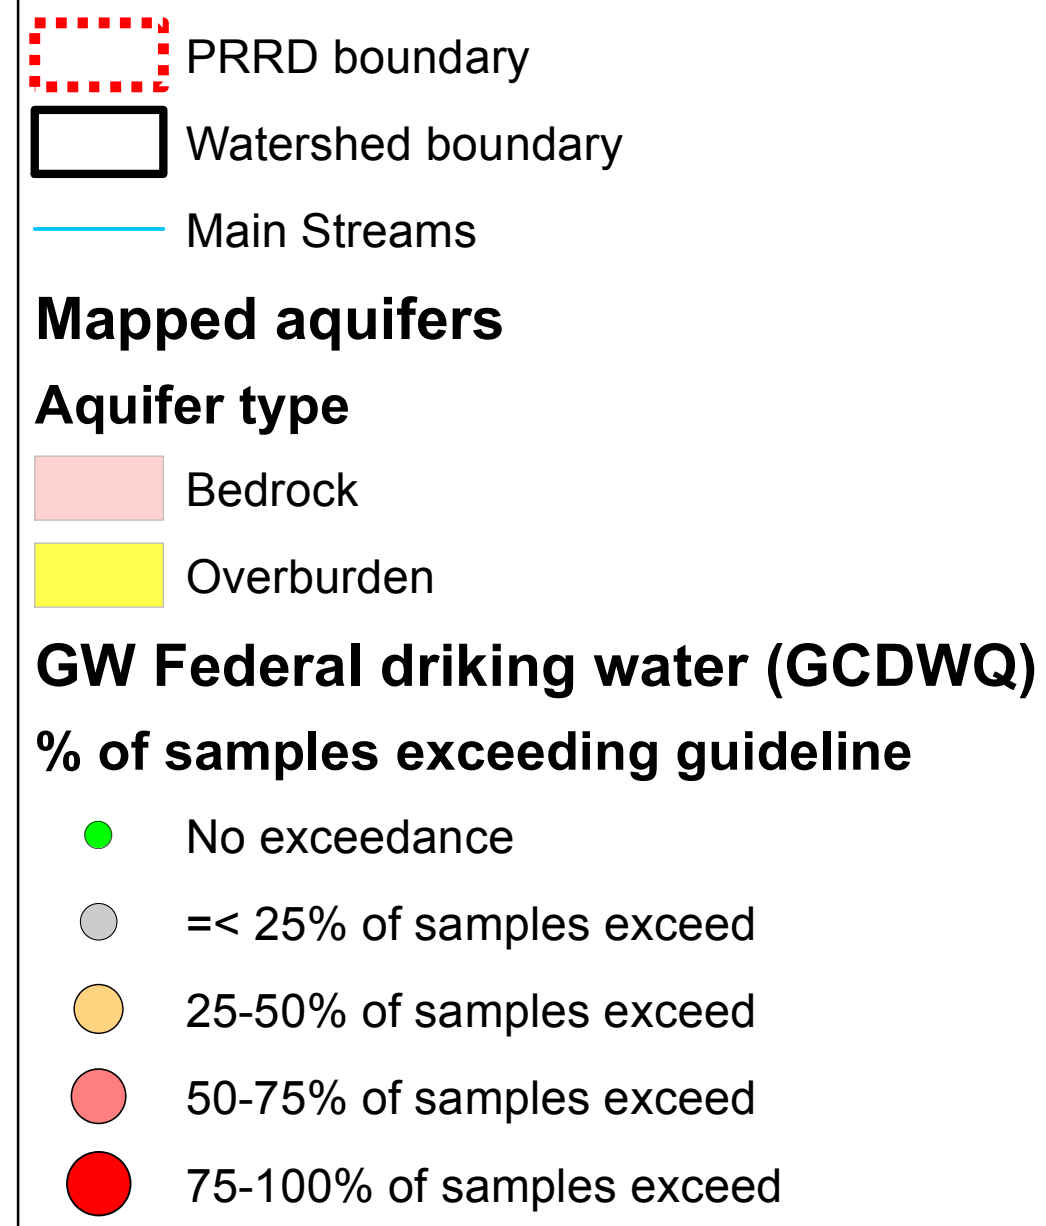 PRRD boundary
Watershed boundary
Main Streams
Mapped aquifers
Aquifer type
Bedrock
Overburden
GW Federal driking water (GCDWQ)
% of samples exceeding guideline
No exceedance
=< 25% of samples exceed
25-50% of samples exceed
50-75% of samples exceed
75-100% of samples exceed